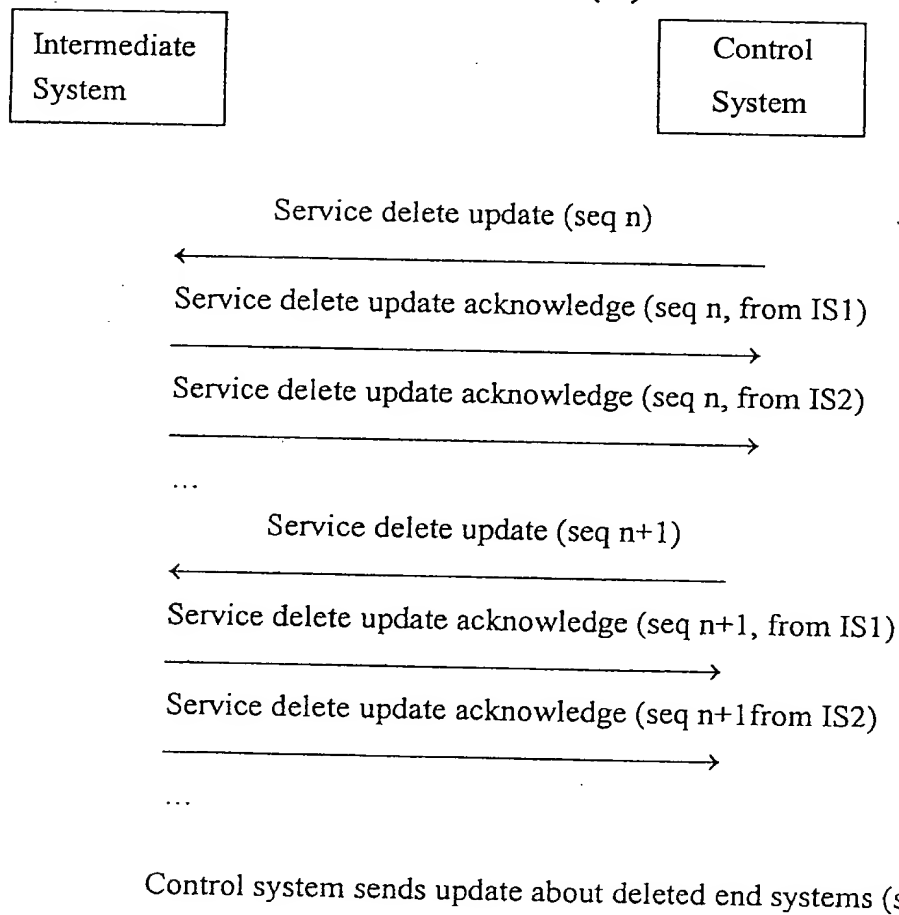 Intermediate
System
Control
System
Service delete update (seq n)
Service delete update acknowledge (seq n, from IS1)
Service delete update acknowledge (seq n, from IS2)
...
Service delete update (seq n+1)
Service delete update acknowledge (seq n+1, from IS1)
Service delete update acknowledge (seq n+1from IS2)
...
Control system sends update about deleted end systems (s